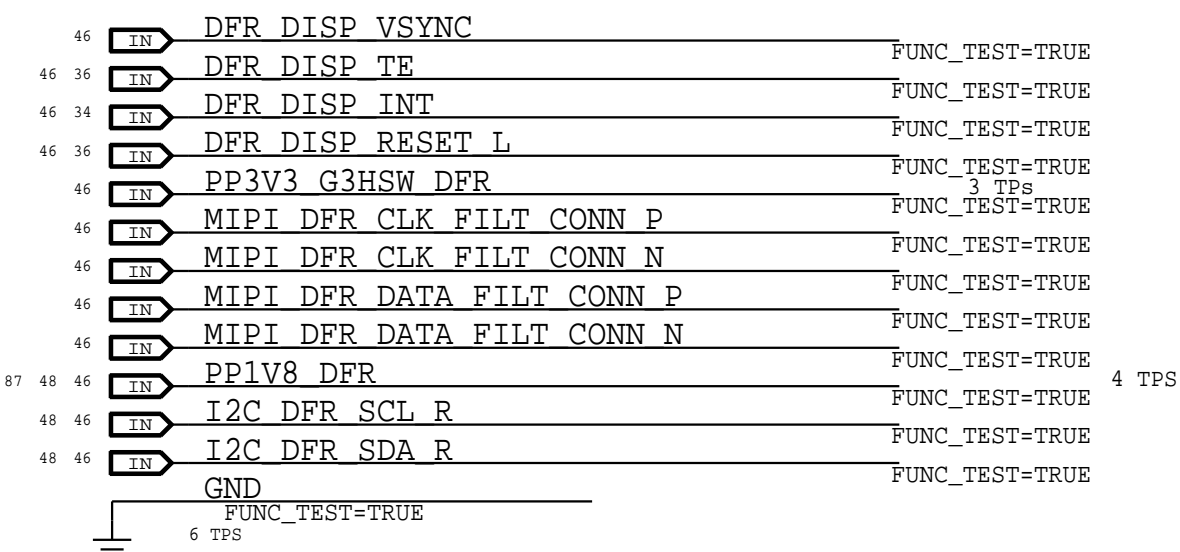 46 IN DFR_DISP_VSYNC FUNC_TEST=TRUE
46 36 IN DFR_DISP_TE FUNC_TEST=TRUE
46 34 IN DFR_DISP_INT FUNC_TEST=TRUE
46 36 IN DFR_DISP_RESET_L FUNC_TEST=TRUE
46 IN PP3V3_G3HSW_DFR 3 TPs FUNC_TEST=TRUE
46 IN MIPI_DFR_CLK_FILT_CONN_P FUNC_TEST=TRUE
46 IN MIPI_DFR_CLK_FILT_CONN_N FUNC_TEST=TRUE
46 IN MIPI_DFR_DATA_FILT_CONN_P FUNC_TEST=TRUE
46 IN MIPI_DFR_DATA_FILT_CONN_N FUNC_TEST=TRUE
87 48 46 IN PP1V8_DFR FUNC_TEST=TRUE 4 TPS
48 46 IN I2C_DFR_SCL_R FUNC_TEST=TRUE
48 46 IN I2C_DFR_SDA_R FUNC_TEST=TRUE
GND
FUNC_TEST=TRUE
6 TPS